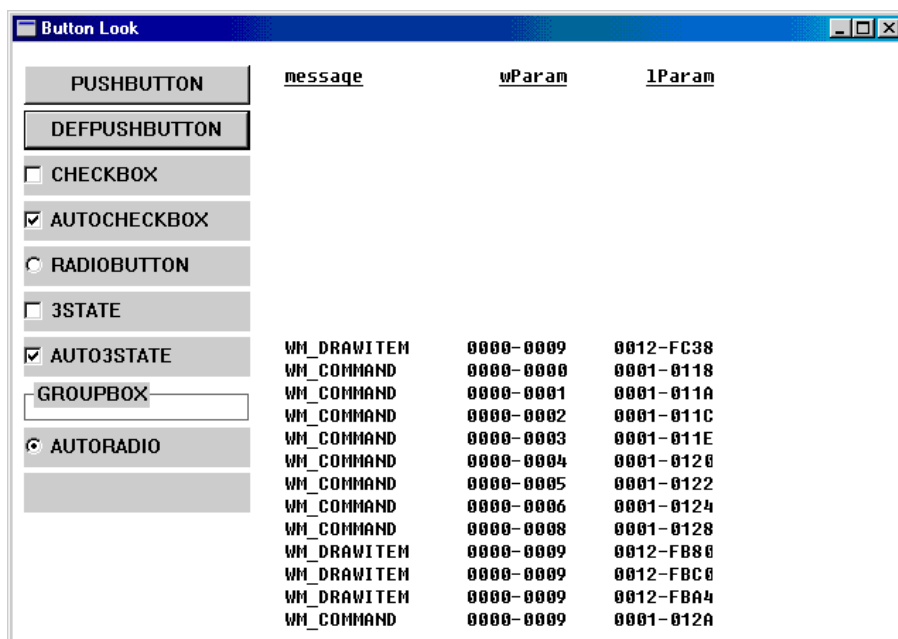 Button Look
PUSHBUTTON
DEFPUSHBUTTON
CHECKBOX
AUTOCHECKBOX
RADIOBUTTON
3STATE
AUTO3STATE
GROUPBOX
AUTORADIO
message wParam lParam
WM_DRAWITEM 0000-0009 0012-FC38
WM_COMMAND 0000-0000 0001-0118
WM_COMMAND 0000-0001 0001-011A
WM_COMMAND 0000-0002 0001-011C
WM_COMMAND 0000-0003 0001-011E
WM_COMMAND 0000-0004 0001-0120
WM_COMMAND 0000-0005 0001-0122
WM_COMMAND 0000-0006 0001-0124
WM_COMMAND 0000-0008 0001-0128
WM_DRAWITEM 0000-0009 0012-FB80
WM_DRAWITEM 0000-0009 0012-FBC0
WM_DRAWITEM 0000-0009 0012-FBA4
WM_COMMAND 0000-0009 0001-012A